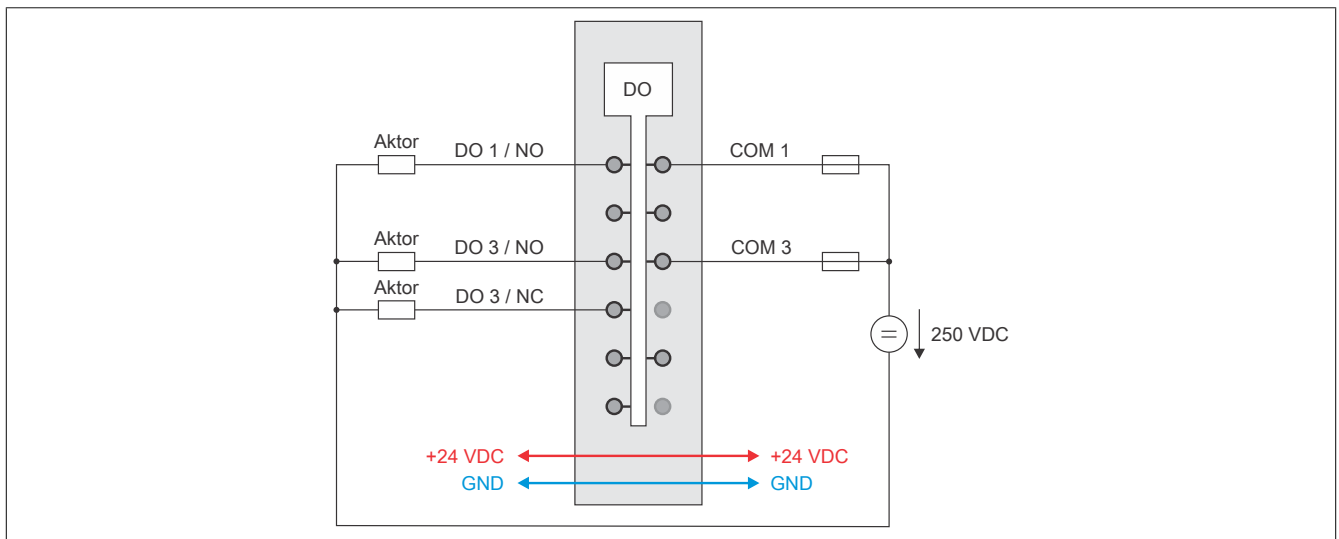 DO
Aktor
DO 1 / NO
COM 1
Aktor
DO 3 / NO
COM 3
Aktor
DO 3 / NC
=
250 VDC
+24 VDC
+24 VDC
GND
GND